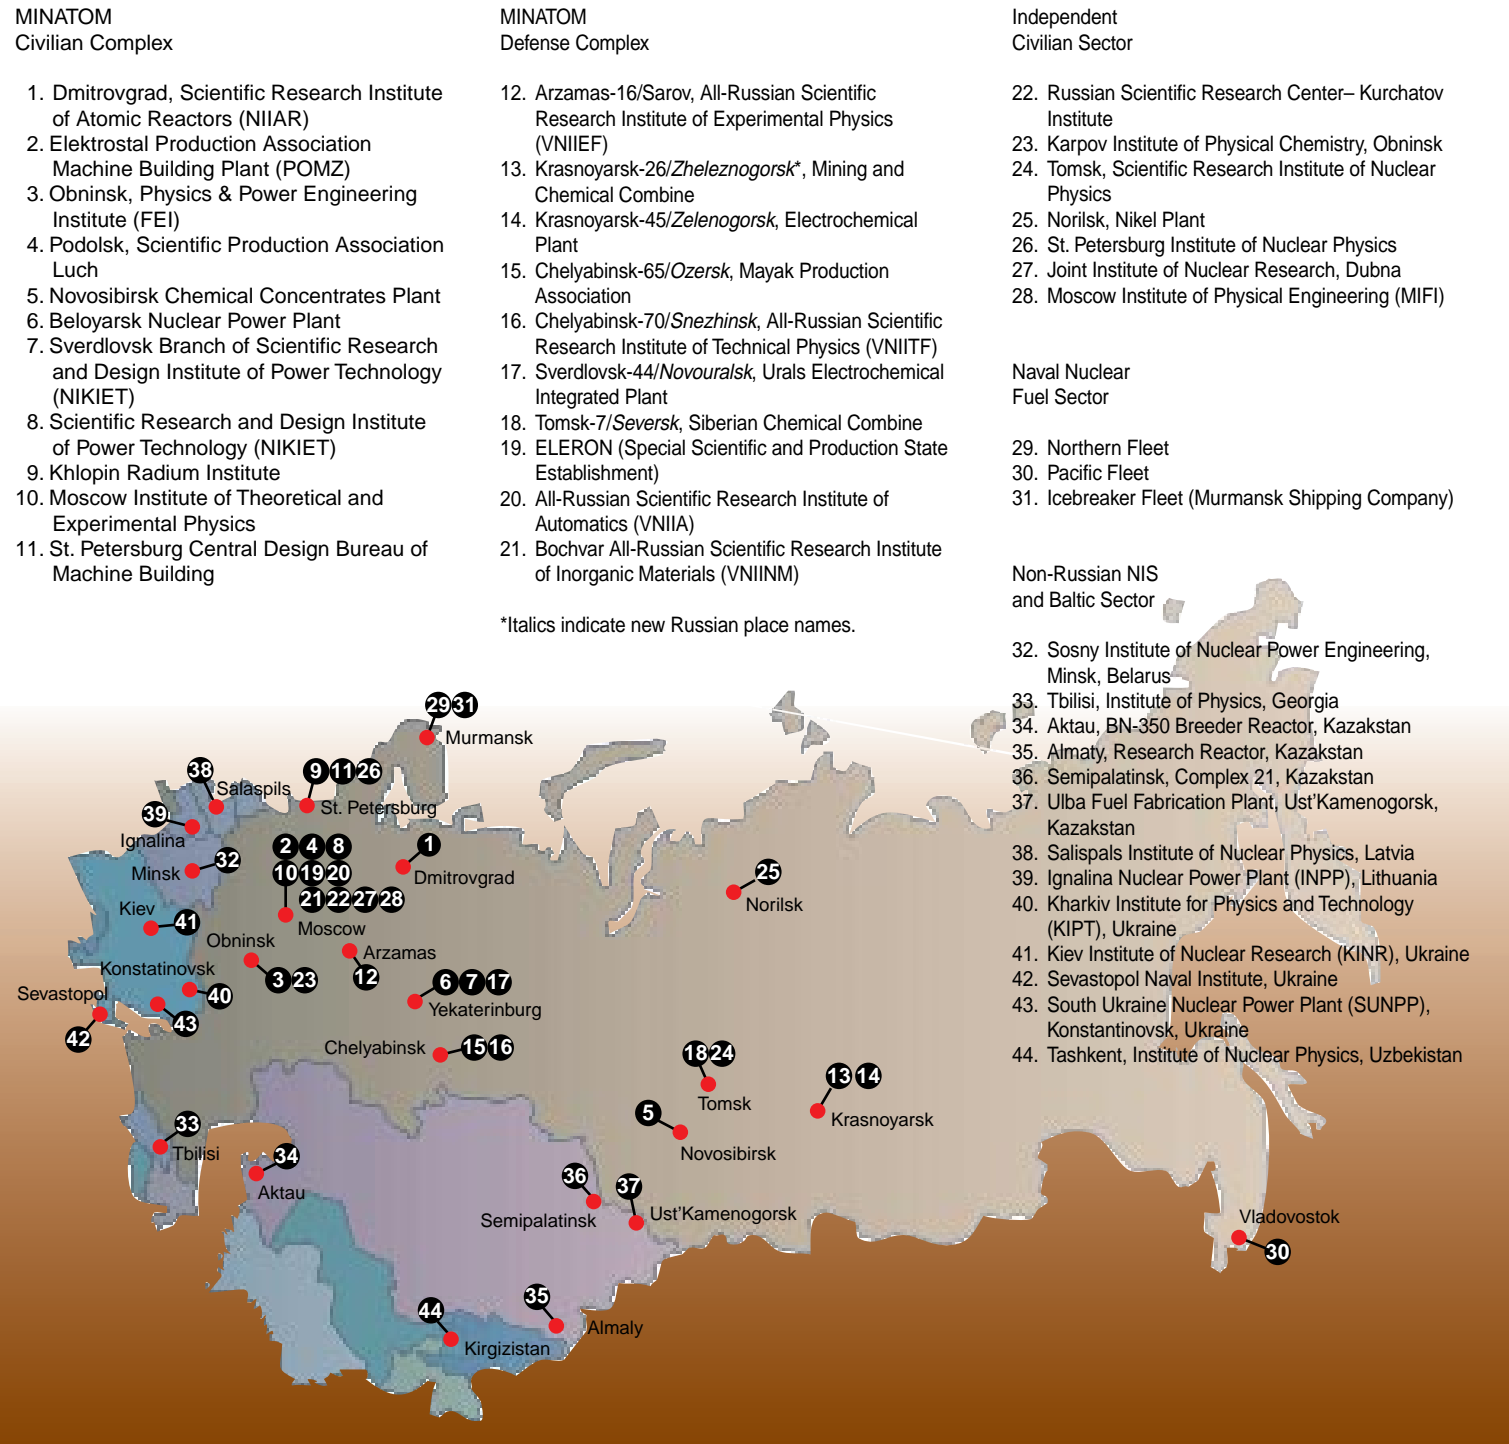 MINATOM
Civilian Complex
1. Dmitrovgrad, Scientific Research Institute
of Atomic Reactors (NIIAR)
2. Elektrostal Production Association
Machine Building Plant (POMZ)
3. Obninsk, Physics & Power Engineering
Institute (FEI)
4. Podolsk, Scientific Production Association
Luch
5. Novosibirsk Chemical Concentrates Plant
6. Beloyarsk Nuclear Power Plant
7. Sverdlovsk Branch of Scientific Research
and Design Institute of Power Technology
(NIKIET)
8. Scientific Research and Design Institute
of Power Technology (NIKIET)
9. Khlopin Radium Institute
10. Moscow Institute of Theoretical and
Experimental Physics
11. St. Petersburg Central Design Bureau of
Machine Building
MINATOM
Defense Complex
12. Arzamas-16/Sarov, All-Russian Scientific
Research Institute of Experimental Physics
(VNIIEF)
13. Krasnoyarsk-26/Zheleznogorsk*, Mining and
Chemical Combine
14. Krasnoyarsk-45/Zelenogorsk, Electrochemical
Plant
15. Chelyabinsk-65/Ozersk, Mayak Production
Association
16. Chelyabinsk-70/Snezhinsk, All-Russian Scientific
Research Institute of Technical Physics (VNIITF)
17. Sverdlovsk-44/Novouralsk, Urals Electrochemical
Integrated Plant
18. Tomsk-7/Seversk, Siberian Chemical Combine
19. ELERON (Special Scientific and Production State
Establishment)
20. All-Russian Scientific Research Institute of
Automatics (VNIIA)
21. Bochvar All-Russian Scientific Research Institute
of Inorganic Materials (VNIINM)
*Italics indicate new Russian place names.
Independent
Civilian Sector
22. Russian Scientific Research Center– Kurchatov
Institute
23. Karpov Institute of Physical Chemistry, Obninsk
24. Tomsk, Scientific Research Institute of Nuclear
Physics
25. Norilsk, Nikel Plant
26. St. Petersburg Institute of Nuclear Physics
27. Joint Institute of Nuclear Research, Dubna
28. Moscow Institute of Physical Engineering (MIFI)
Naval Nuclear
Fuel Sector
29. Northern Fleet
30. Pacific Fleet
31. Icebreaker Fleet (Murmansk Shipping Company)
Non-Russian NIS
and Baltic Sector
32. Sosny Institute of Nuclear Power Engineering,
Minsk, Belarus
33. Tbilisi, Institute of Physics, Georgia
34. Aktau, BN-350 Breeder Reactor, Kazakstan
35. Almaty, Research Reactor, Kazakstan
36. Semipalatinsk, Complex 21, Kazakstan
37. Ulba Fuel Fabrication Plant, Ust'Kamenogorsk,
Kazakstan
38. Salispals Institute of Nuclear Physics, Latvia
39. Ignalina Nuclear Power Plant (INPP), Lithuania
40. Kharkiv Institute for Physics and Technology
(KIPT), Ukraine
41. Kiev Institute of Nuclear Research (KINR), Ukraine
42. Sevastopol Naval Institute, Ukraine
43. South Ukraine Nuclear Power Plant (SUNPP),
Konstantinovsk, Ukraine
44. Tashkent, Institute of Nuclear Physics, Uzbekistan
29 31
Murmansk
38
Salaspils
9 11 26
St. Petersburg
39
Ignalina
2 4 8
1
Minsk
32
10 19 20
Dmitrovgrad
25
Norilsk
21 22 27 28
Kiev
41
Moscow
Obninsk
Arzamas
Konstatinovsk
3 23
12
6 7 17
Sevastopol
40
Yekaterinburg
43
42
Chelyabinsk
15 16
18 24
Tomsk
13 14
Krasnoyarsk
5
Novosibirsk
33
Tbilisi
34
Aktau
36
Semipalatinsk
37
Ust'Kamenogorsk
Vladovostok
30
35
Almaly
44
Kirgizistan